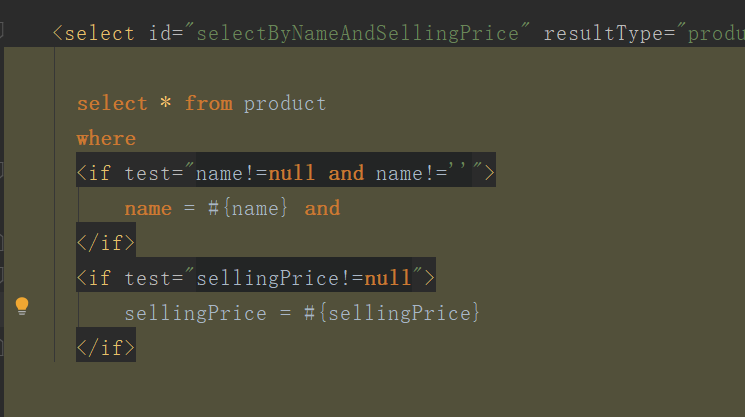 <select id="selectByNameAndSellingPrice" resultType="produ
select * from product
where
<if test="name!=null and name!=''">
name = #{name} and
</if>
<if test="sellingPrice!=null">
sellingPrice = #{sellingPrice}
</if>